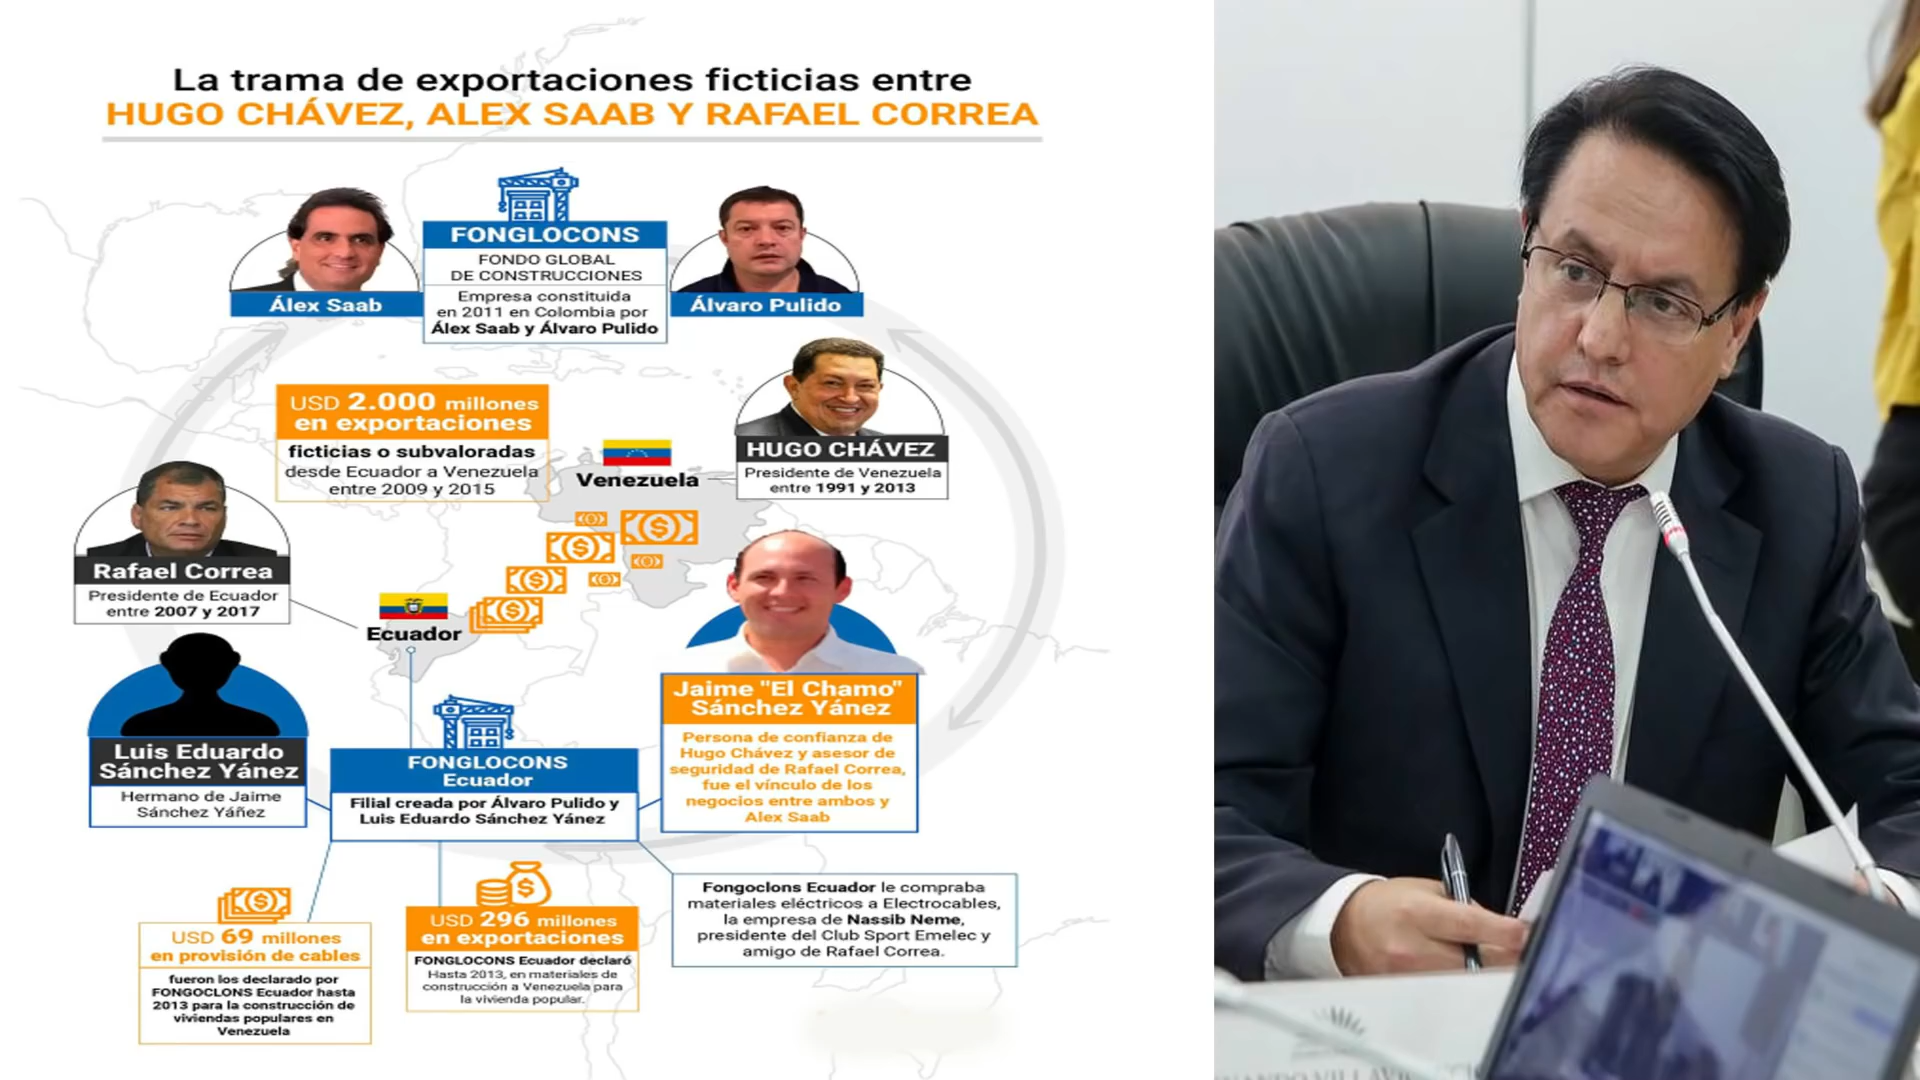 La trama de exportaciones ficticias entre
HUGO CHÁVEZ, ALEX SAAB Y RAFAEL CORREA
Álex Saab
FONGLOCONS
FONDO GLOBAL
DE CONSTRUCCIONES
Empresa constituida
en 2011 en Colombia por
Álex Saab y Álvaro Pulido
Álvaro Pulido
USD 2.000 millones
en exportaciones
ficticias o subvaloradas
desde Ecuador a Venezuela
entre 2009 y 2015
Venezuela
HUGO CHÁVEZ
Presidente de Venezuela
entre 1991 y 2013
Rafael Correa
Presidente de Ecuador
entre 2007 y 2017
Ecuador
Luis Eduardo
Sánchez Yánez
Hermano de Jaime
Sánchez Yáñez
FONGLOCONS
Ecuador
Filial creada por Álvaro Pulido y
Luis Eduardo Sánchez Yánez
Jaime "El Chamo"
Sánchez Yánez
Persona de confianza de
Hugo Chávez y asesor de
seguridad de Rafael Correa,
fue el vínculo de los
negocios entre ambos y
Alex Saab
USD 69 millones
en provisión de cables
fueron los declarado por
FONGOCLONS Ecuador hasta
2013 para la construcción de
viviendas populares en
Venezuela
USD 296 millones
en exportaciones
FONGLOCONS Ecuador declaró
Hasta 2013, en materiales de
construcción a Venezuela para
la vivienda popular.
Fongoclons Ecuador le compraba
materiales eléctricos a Electrocables,
la empresa de Nassib Neme,
presidente del Club Sport Emelec y
amigo de Rafael Correa.